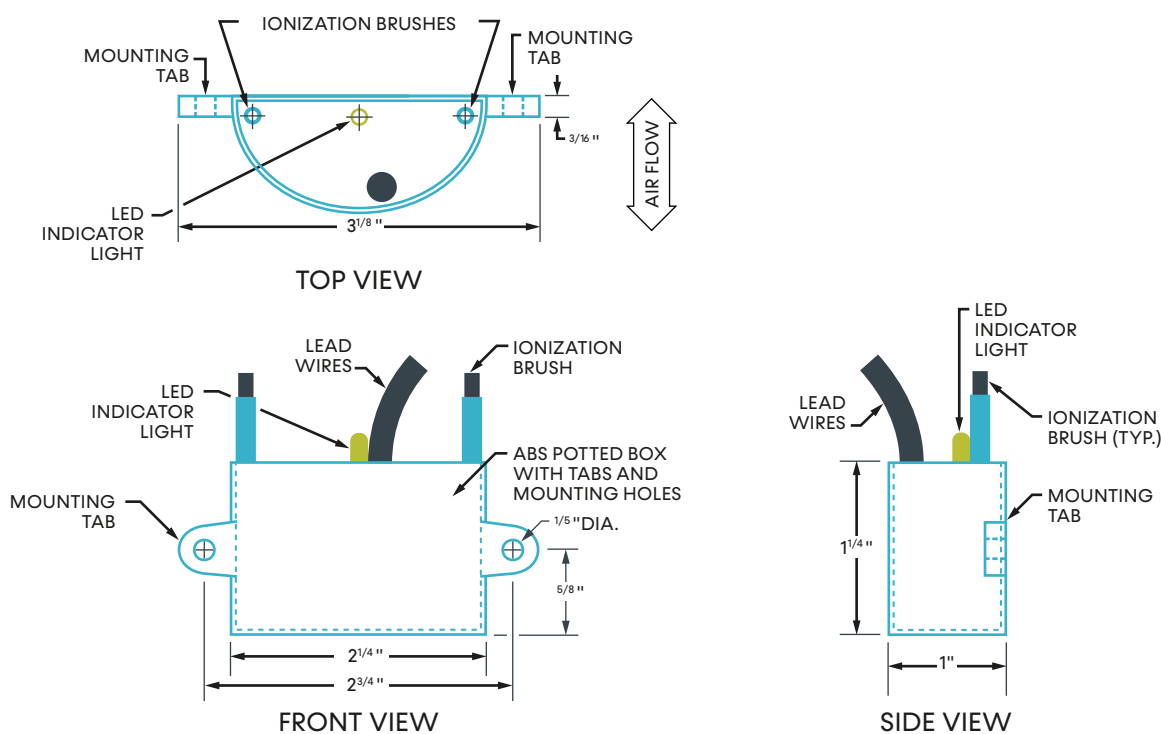 IONIZATION BRUSHES
MOUNTING
TAB
MOUNTING
TAB
3/16 "
AIR FLOW
LED
INDICATOR
LIGHT
3 1/8 "
TOP VIEW
LEAD
WIRES
IONIZATION
BRUSH
LED
INDICATOR
LIGHT
ABS POTTED BOX
WITH TABS AND
MOUNTING HOLES
MOUNTING
TAB
1/5 "DIA.
5/8 "
2 1/4 "
2 3/4 "
FRONT VIEW
LED
INDICATOR
LIGHT
LEAD
WIRES
IONIZATION
BRUSH (TYP.)
MOUNTING
TAB
1 1/4 "
1"
SIDE VIEW